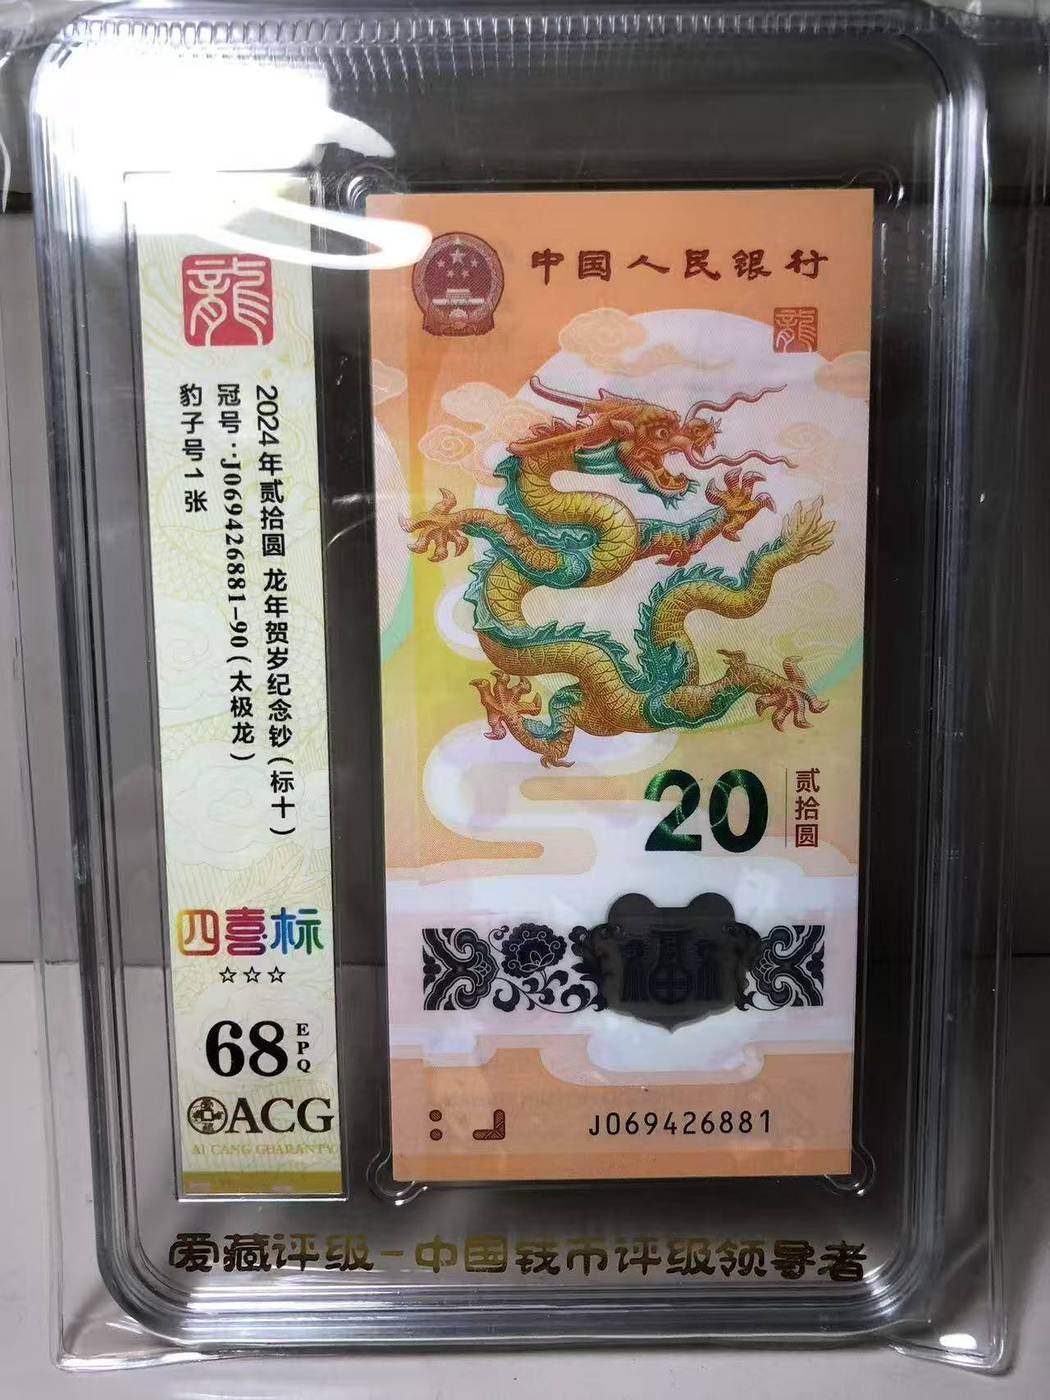 龍
2024年贰拾圆 龙年贺岁纪念钞(标十)
冠号:J069426881-90(太极龙)
豹子号1张
四喜标
☆☆☆
68
EPQ
ACG
AI CANG GUARANTY
中国人民银行
龍
20
贰拾圆
福
J069426881
爱藏评级-中国钱币评级领导者